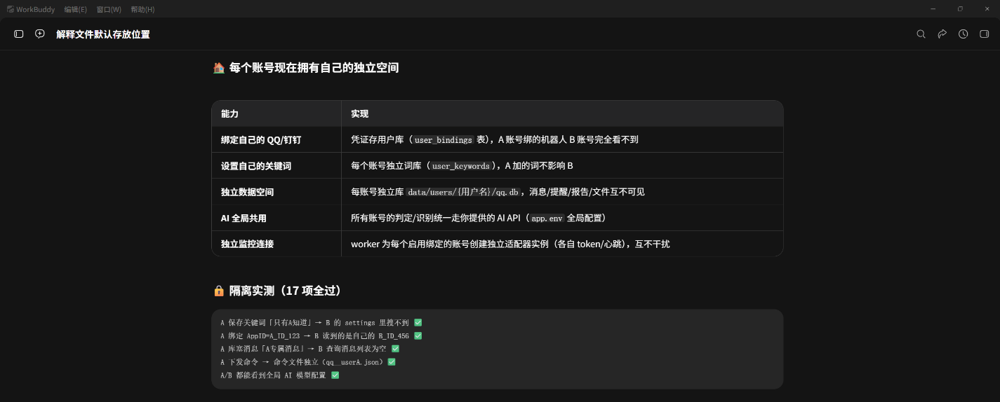 WorkBuddy 编辑(E) 窗口(W) 帮助(H)
解释文件默认存放位置
🏠 每个账号现在拥有自己的独立空间
能力 实现
绑定自己的 QQ/钉钉 凭证存用户库（user_bindings 表），A 账号绑的机器人 B 账号完全看不到
设置自己的关键词 每个账号独立词库（user_keywords），A 加的词不影响 B
独立数据空间 每账号独立库 data/users/{用户名}/qq.db，消息/提醒/报告/文件互不可见
AI 全局共用 所有账号的判定/识别统一走你提供的 AI API（app.env 全局配置）
独立监控连接 worker 为每个启用绑定的账号创建独立适配器实例（各自 token/心跳），互不干扰
🔒 隔离实测（17 项全过）
A 保存关键词「只有A知道」→ B 的 settings 里搜不到 ✅
A 绑定 AppID=A_ID_123 → B 读到的是自己的 B_ID_456 ✅
A 库塞消息「A专属消息」→ B 查询消息列表为空 ✅
A 下发命令 → 命令文件独立（qq__userA.json）✅
A/B 都能看到全局 AI 模型配置 ✅